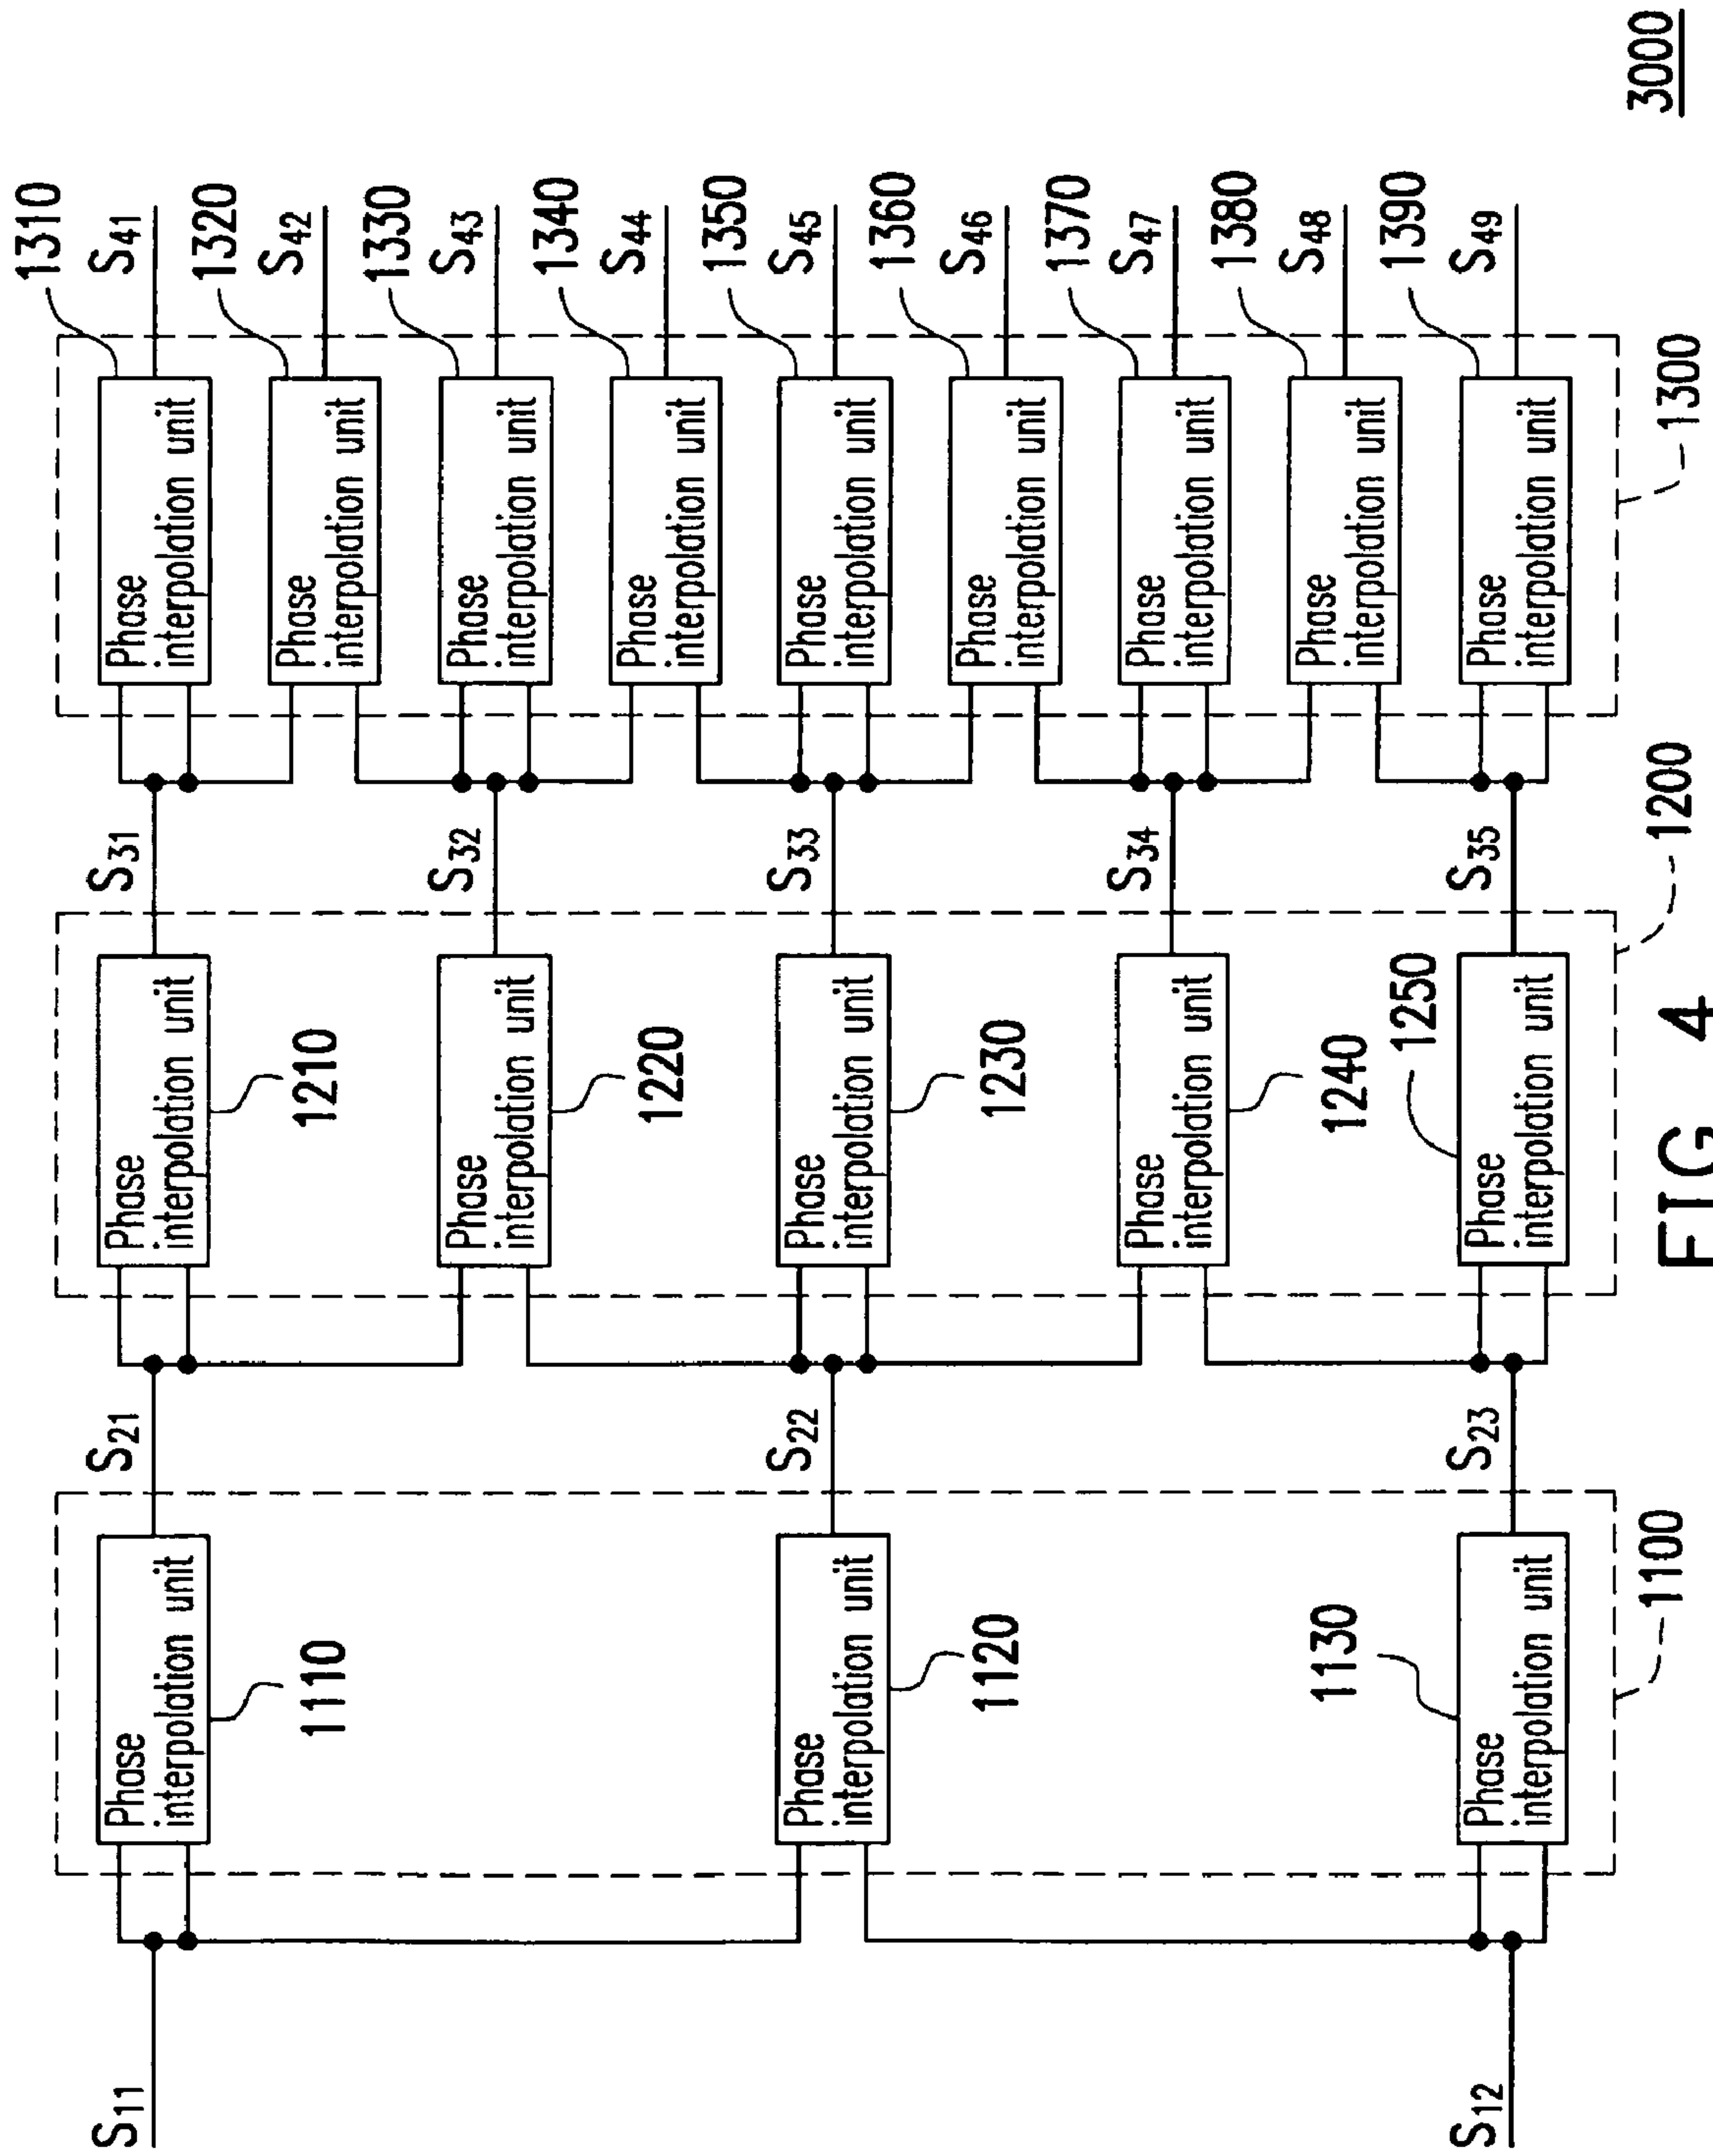 S11
S12
Phase
interpolation unit
1110
Phase
interpolation unit
1120
Phase
interpolation unit
1130
1100
S21
S22
S23
Phase
interpolation unit
1210
Phase
interpolation unit
1220
Phase
interpolation unit
1230
Phase
interpolation unit
1240
Phase
interpolation unit
1250
1200
S31
S32
S33
S34
S35
Phase
interpolation unit
1310
S41
Phase
interpolation unit
1320
S42
Phase
interpolation unit
1330
S43
Phase
interpolation unit
1340
S44
Phase
interpolation unit
1350
S45
Phase
interpolation unit
1360
S46
Phase
interpolation unit
1370
S47
Phase
interpolation unit
1380
S48
Phase
interpolation unit
1390
S49
1300
3000
FIG 4